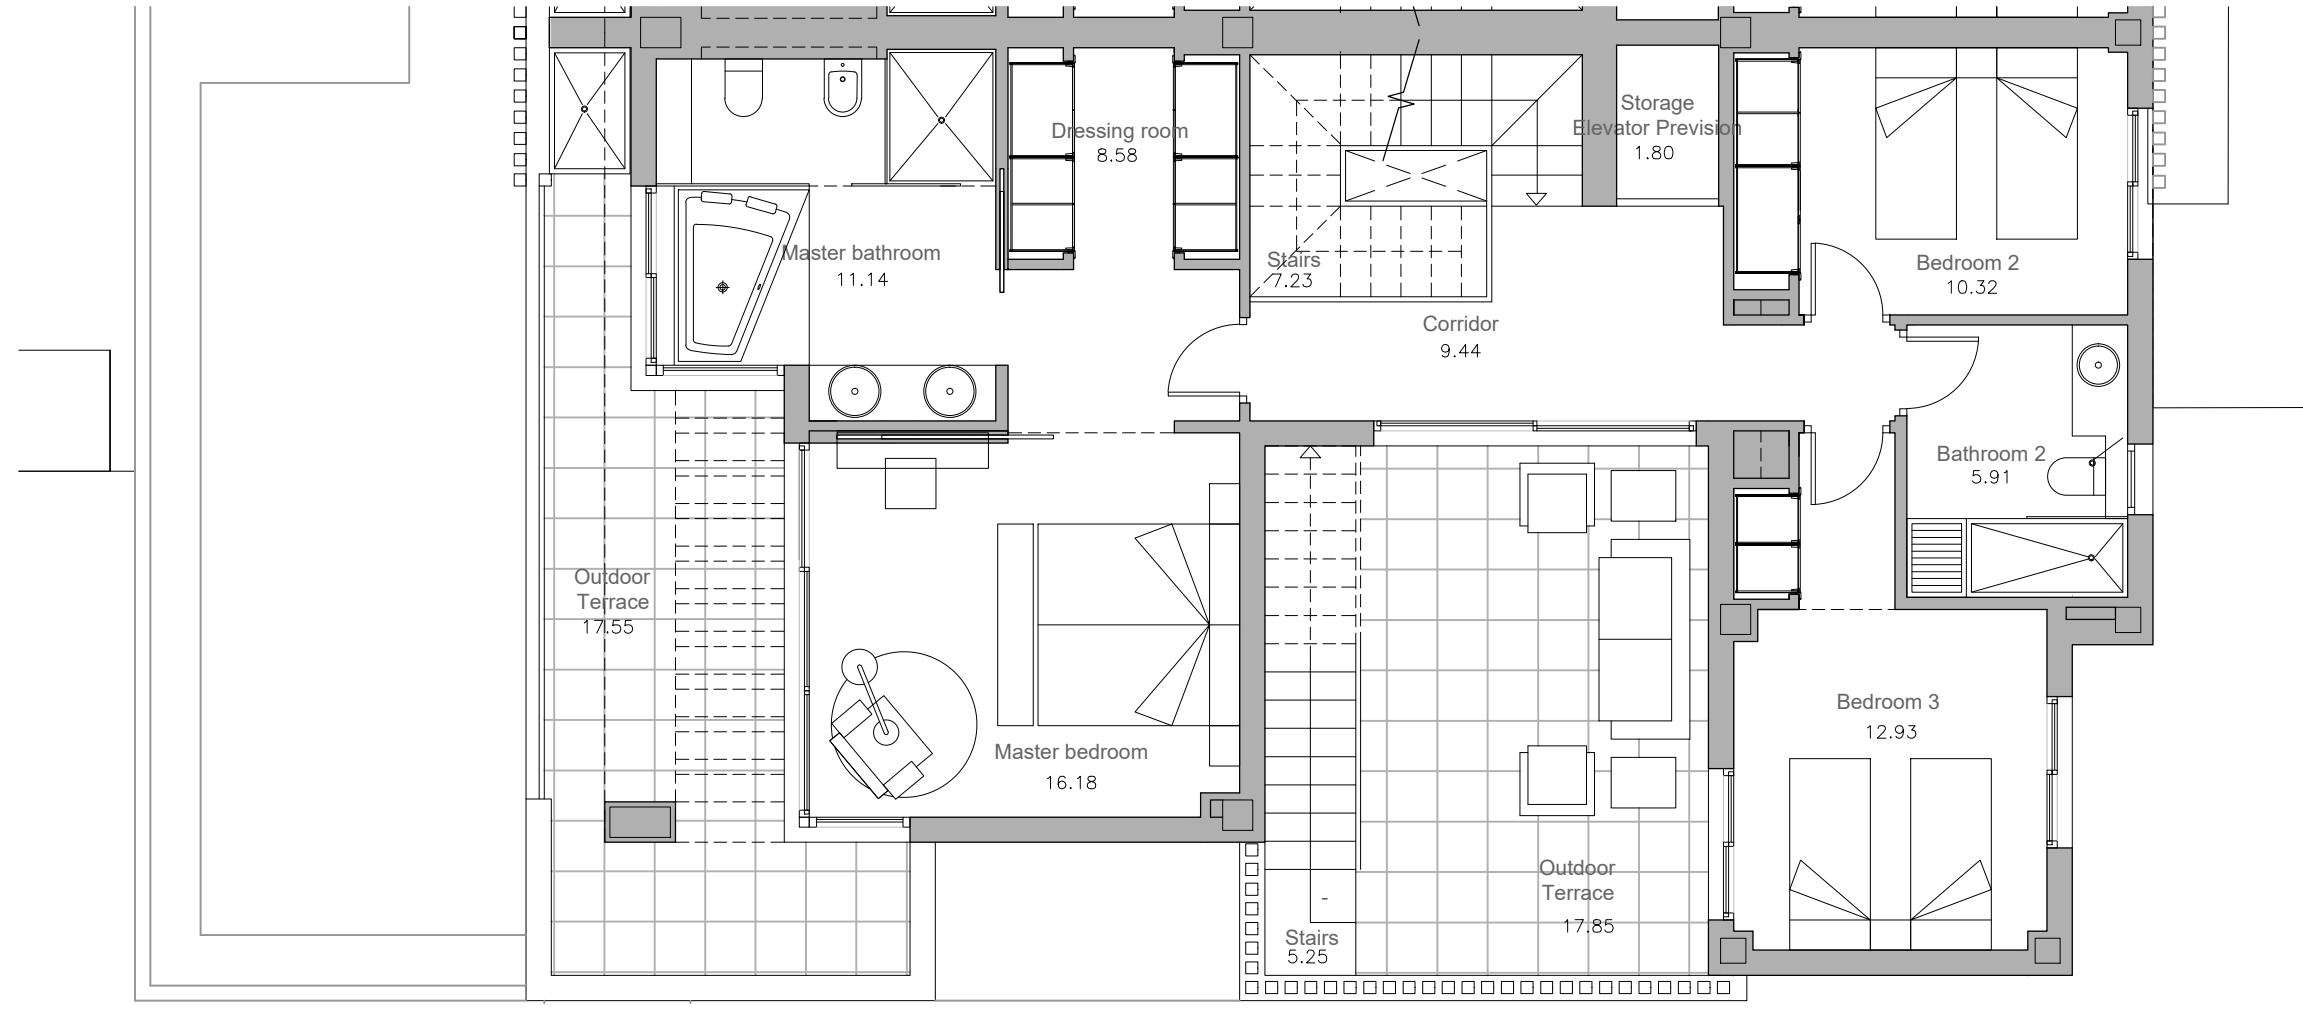 Storage
Elevator Prevision
1.80
Dressing room
8.58
Master bathroom
11.14
Stairs
7.23
Bedroom 2
10.32
Corridor
9.44
Bathroom 2
5.91
Outdoor
Terrace
17.55
Master bedroom
16.18
Bedroom 3
12.93
Outdoor
Terrace
17.85
Stairs
5.25